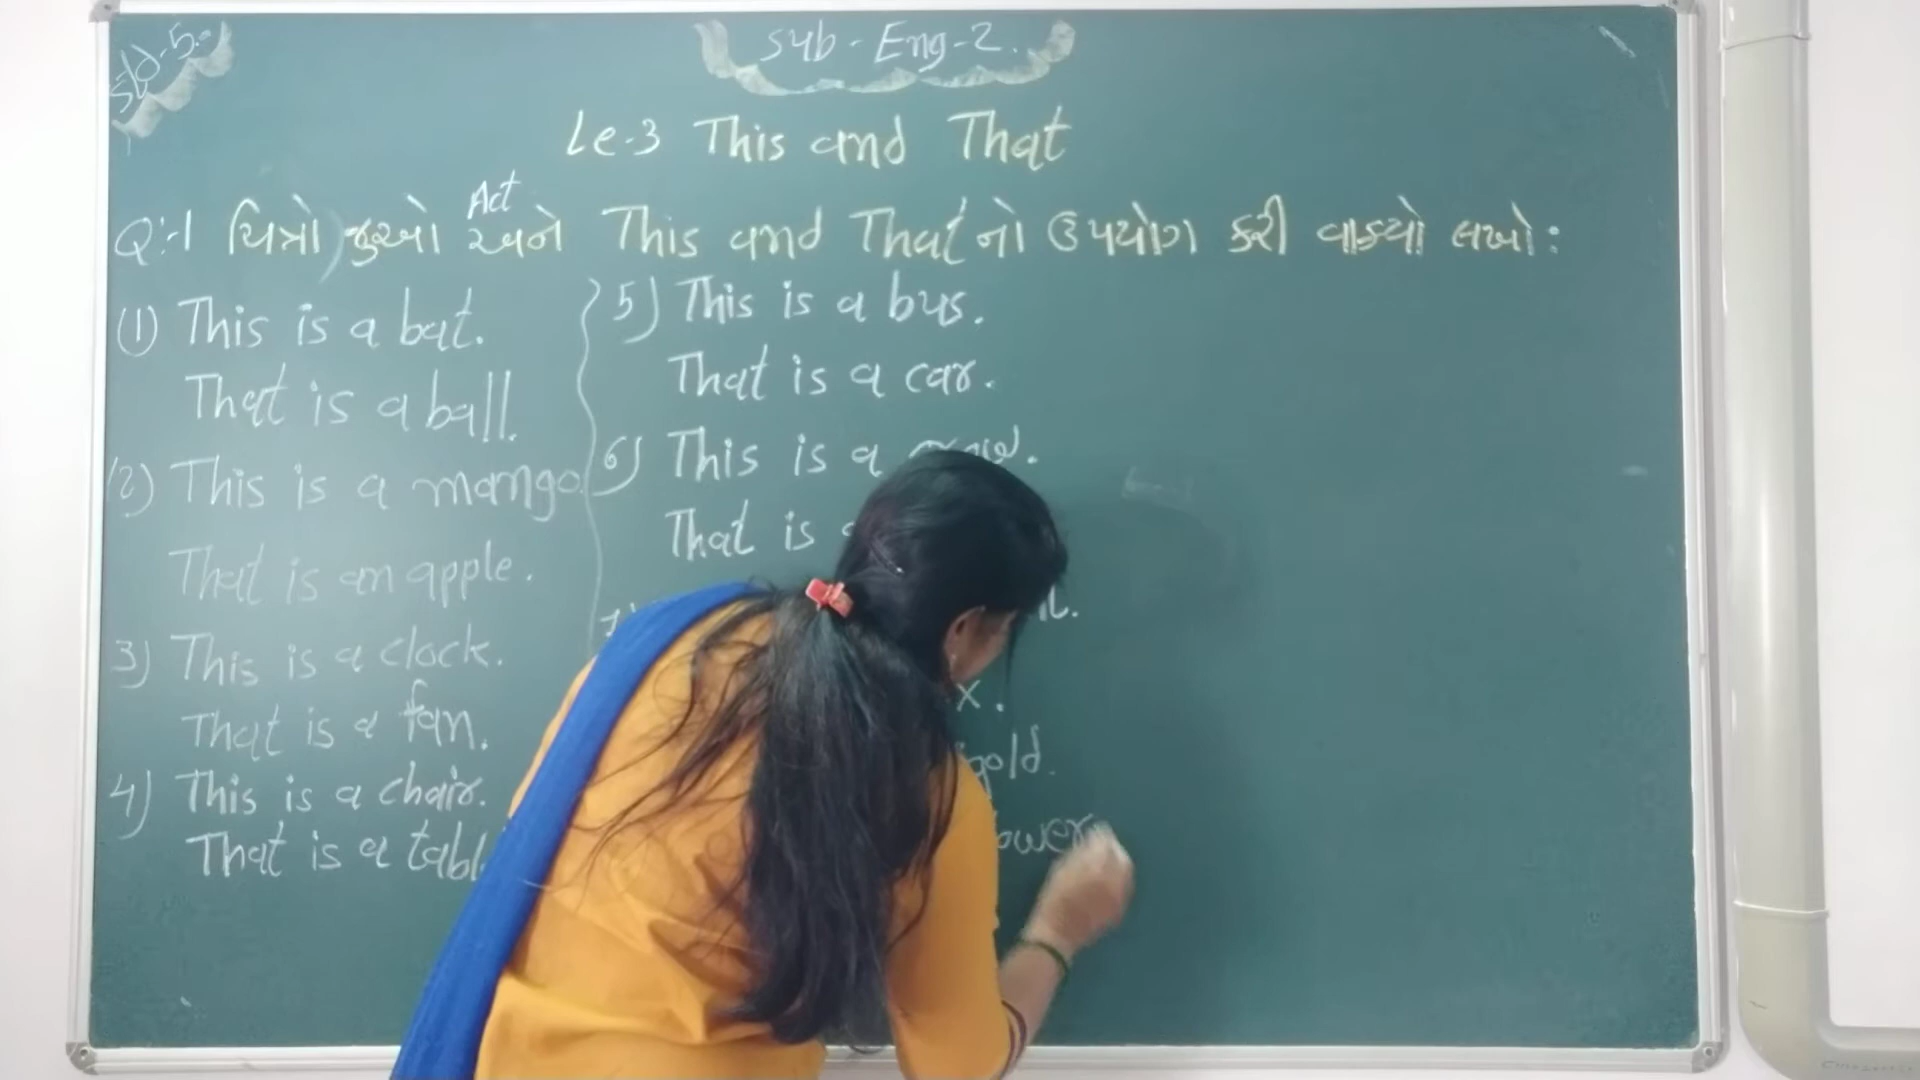 Std-5
Sub-Eng-2.
Le-3 This and That
Act
Q:-1 ચિત્રો જુઓ અને This and That નો ઉપયોગ કરી વાક્યો લખો:
(1) This is a bat.
That is a ball.
(2) This is a mango.
That is an apple.
3) This is a clock.
That is a fan.
4) This is a chair.
That is a
5) This is a bus.
That is a car.
6) This is a
That is